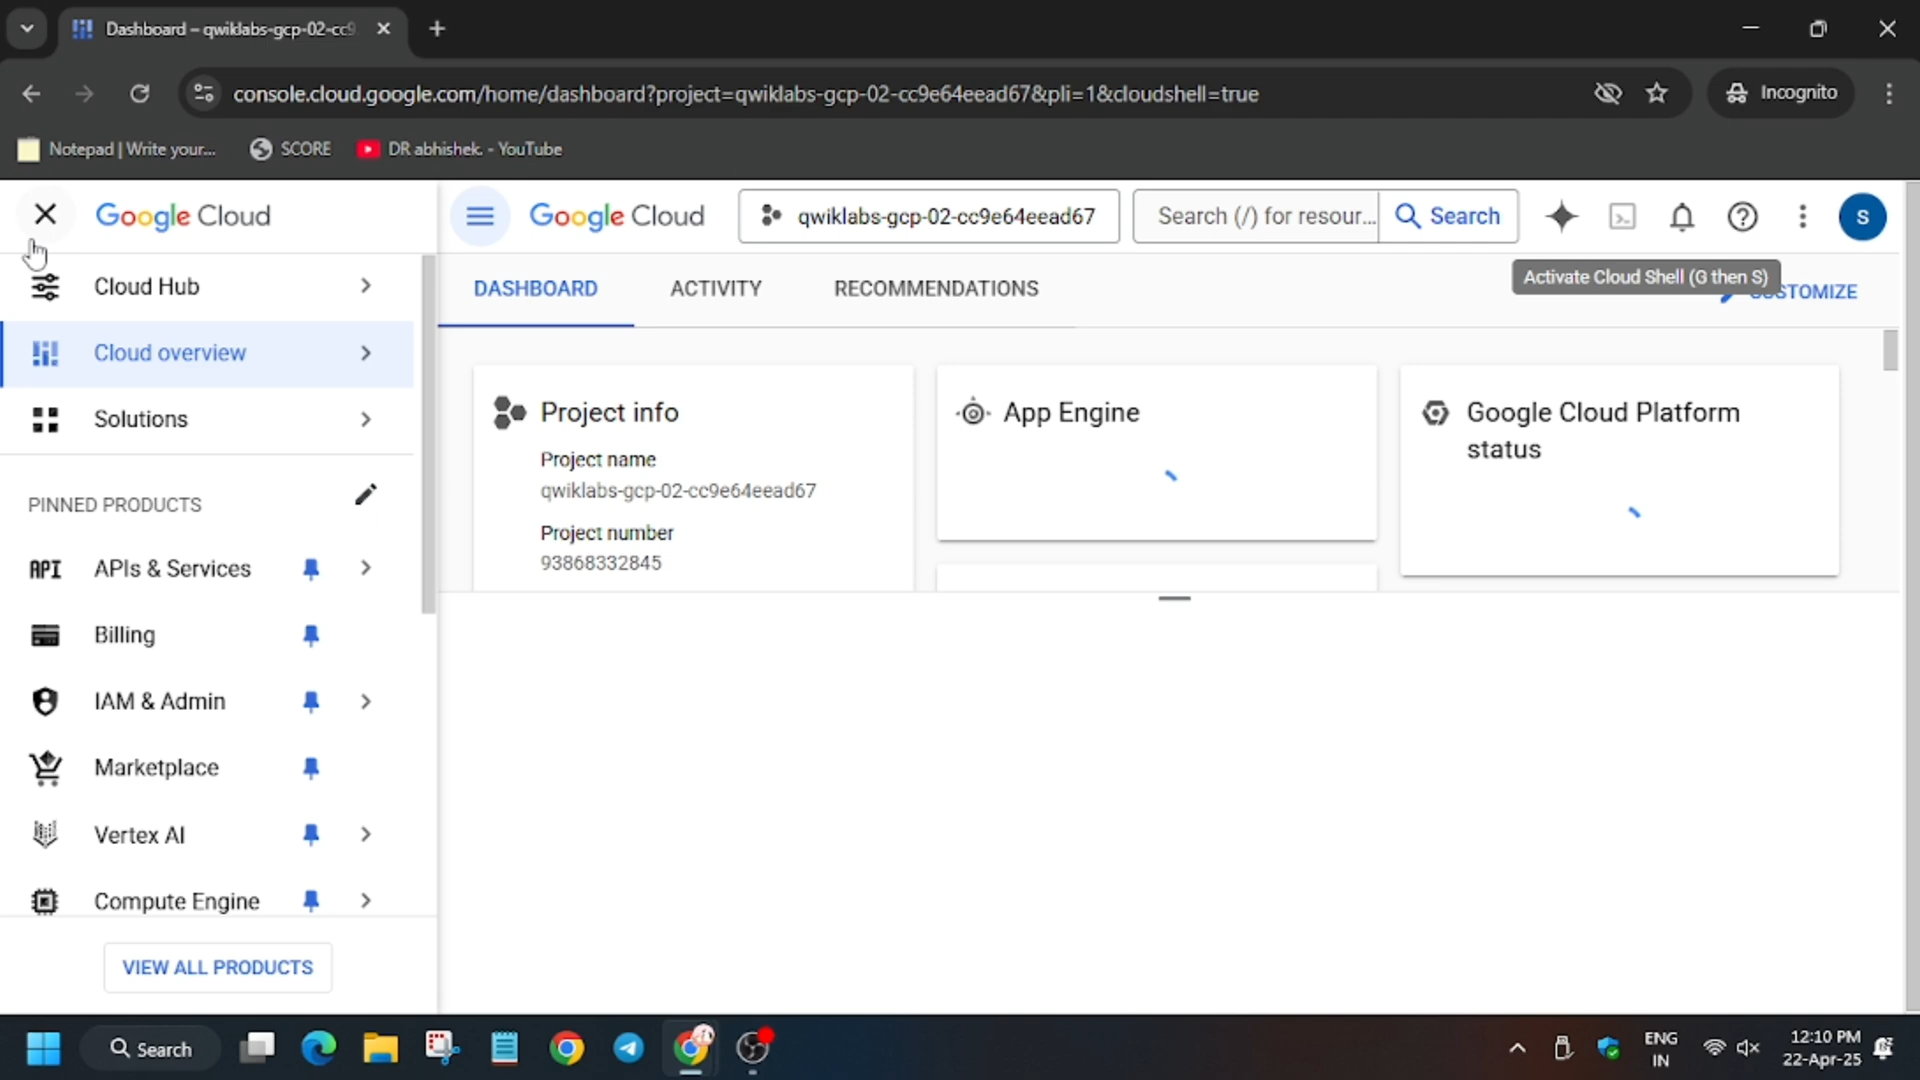 Dashboard – qwiklabs-gcp-02-cc9
console.cloud.google.com/home/dashboard?project=qwiklabs-gcp-02-cc9e64eead67&pli=1&cloudshell=true
Incognito
Notepad | Write your...
SCORE
DR abhishek. - YouTube
Google Cloud
Google Cloud
qwiklabs-gcp-02-cc9e64eead67
Search (/) for resour...
Search
S
Cloud Hub
DASHBOARD
ACTIVITY
RECOMMENDATIONS
Activate Cloud Shell (G then S)
Cloud overview
Solutions
Project info
Project name
qwiklabs-gcp-02-cc9e64eead67
Project number
93868332845
App Engine
Google Cloud Platform
status
PINNED PRODUCTS
API
APIs & Services
Billing
IAM & Admin
Marketplace
Vertex AI
Compute Engine
VIEW ALL PRODUCTS
Search
ENG
IN
12:10 PM
22-Apr-25